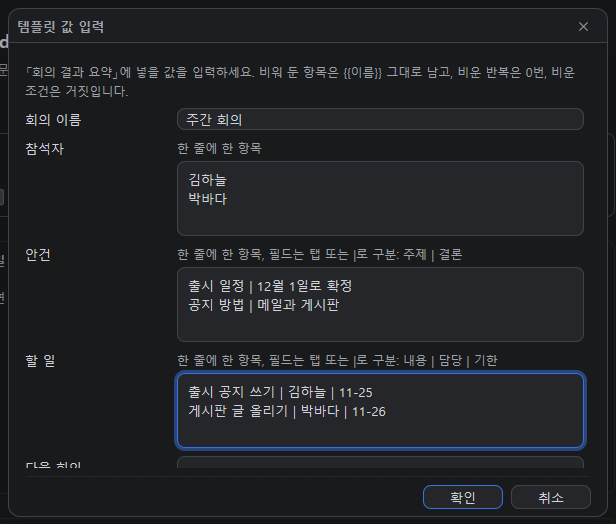 템플릿 값 입력
「회의 결과 요약」에 넣을 값을 입력하세요. 비워 둔 항목은 {{이름}} 그대로 남고, 비운 반복은 0번, 비운
조건은 거짓입니다.
회의 이름
주간 회의
참석자
한 줄에 한 항목
김하늘
박바다
안건
한 줄에 한 항목, 필드는 탭 또는 |로 구분: 주제 | 결론
출시 일정 | 12월 1일로 확정
공지 방법 | 메일과 게시판
할 일
한 줄에 한 항목, 필드는 탭 또는 |로 구분: 내용 | 담당 | 기한
출시 공지 쓰기 | 김하늘 | 11-25
게시판 글 올리기 | 박바다 | 11-26
다음 회의
확인
취소